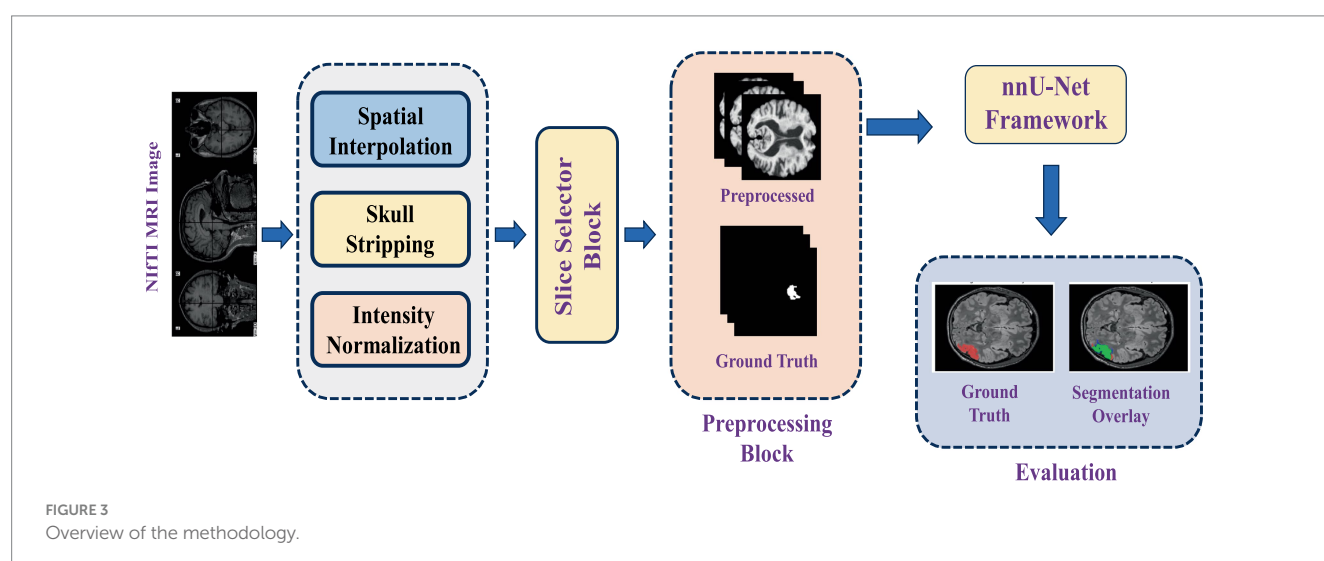 NIfTI MRI Image
Spatial
Interpolation
Skull
Stripping
Intensity
Normalization
Slice Selector
Block
Preprocessed
Ground Truth
Preprocessing
Block
nnU-Net
Framework
Ground
Truth
Segmentation
Overlay
Evaluation
FIGURE 3
Overview of the methodology.